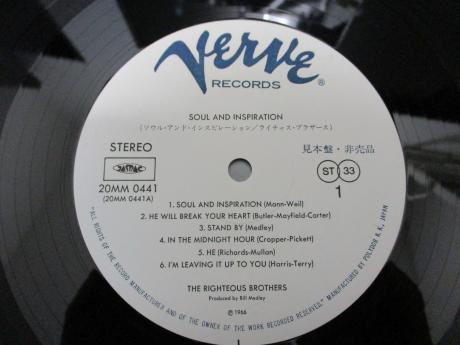 Verve
RECORDS ®
SOUL AND INSPIRATION
(ソウル・アンド・インスピレーション/ライチャス・ブラザース)
STEREO
見本盤・非売品
JASRAC
ST 33
20MM 0441
(20MM 0441A)
1
1. SOUL AND INSPIRATION (Mann-Weil)
2. HE WILL BREAK YOUR HEART (Butler-Mayfield-Carter)
3. STAND BY (Medley)
4. IN THE MIDNIGHT HOUR (Cropper-Pickett)
5. HE (Richards-Mullan)
6. I'M LEAVING IT UP TO YOU (Harris-Terry)
THE RIGHTEOUS BROTHERS
Produced by Bill Medley
℗ 1966
"ALL RIGHTS OF THE RECORD MANUFACTURER AND OF THE OWNER OF THE WORK RECORDED RESERVED." MANUFACTURED BY POLYDOR K.K., JAPAN